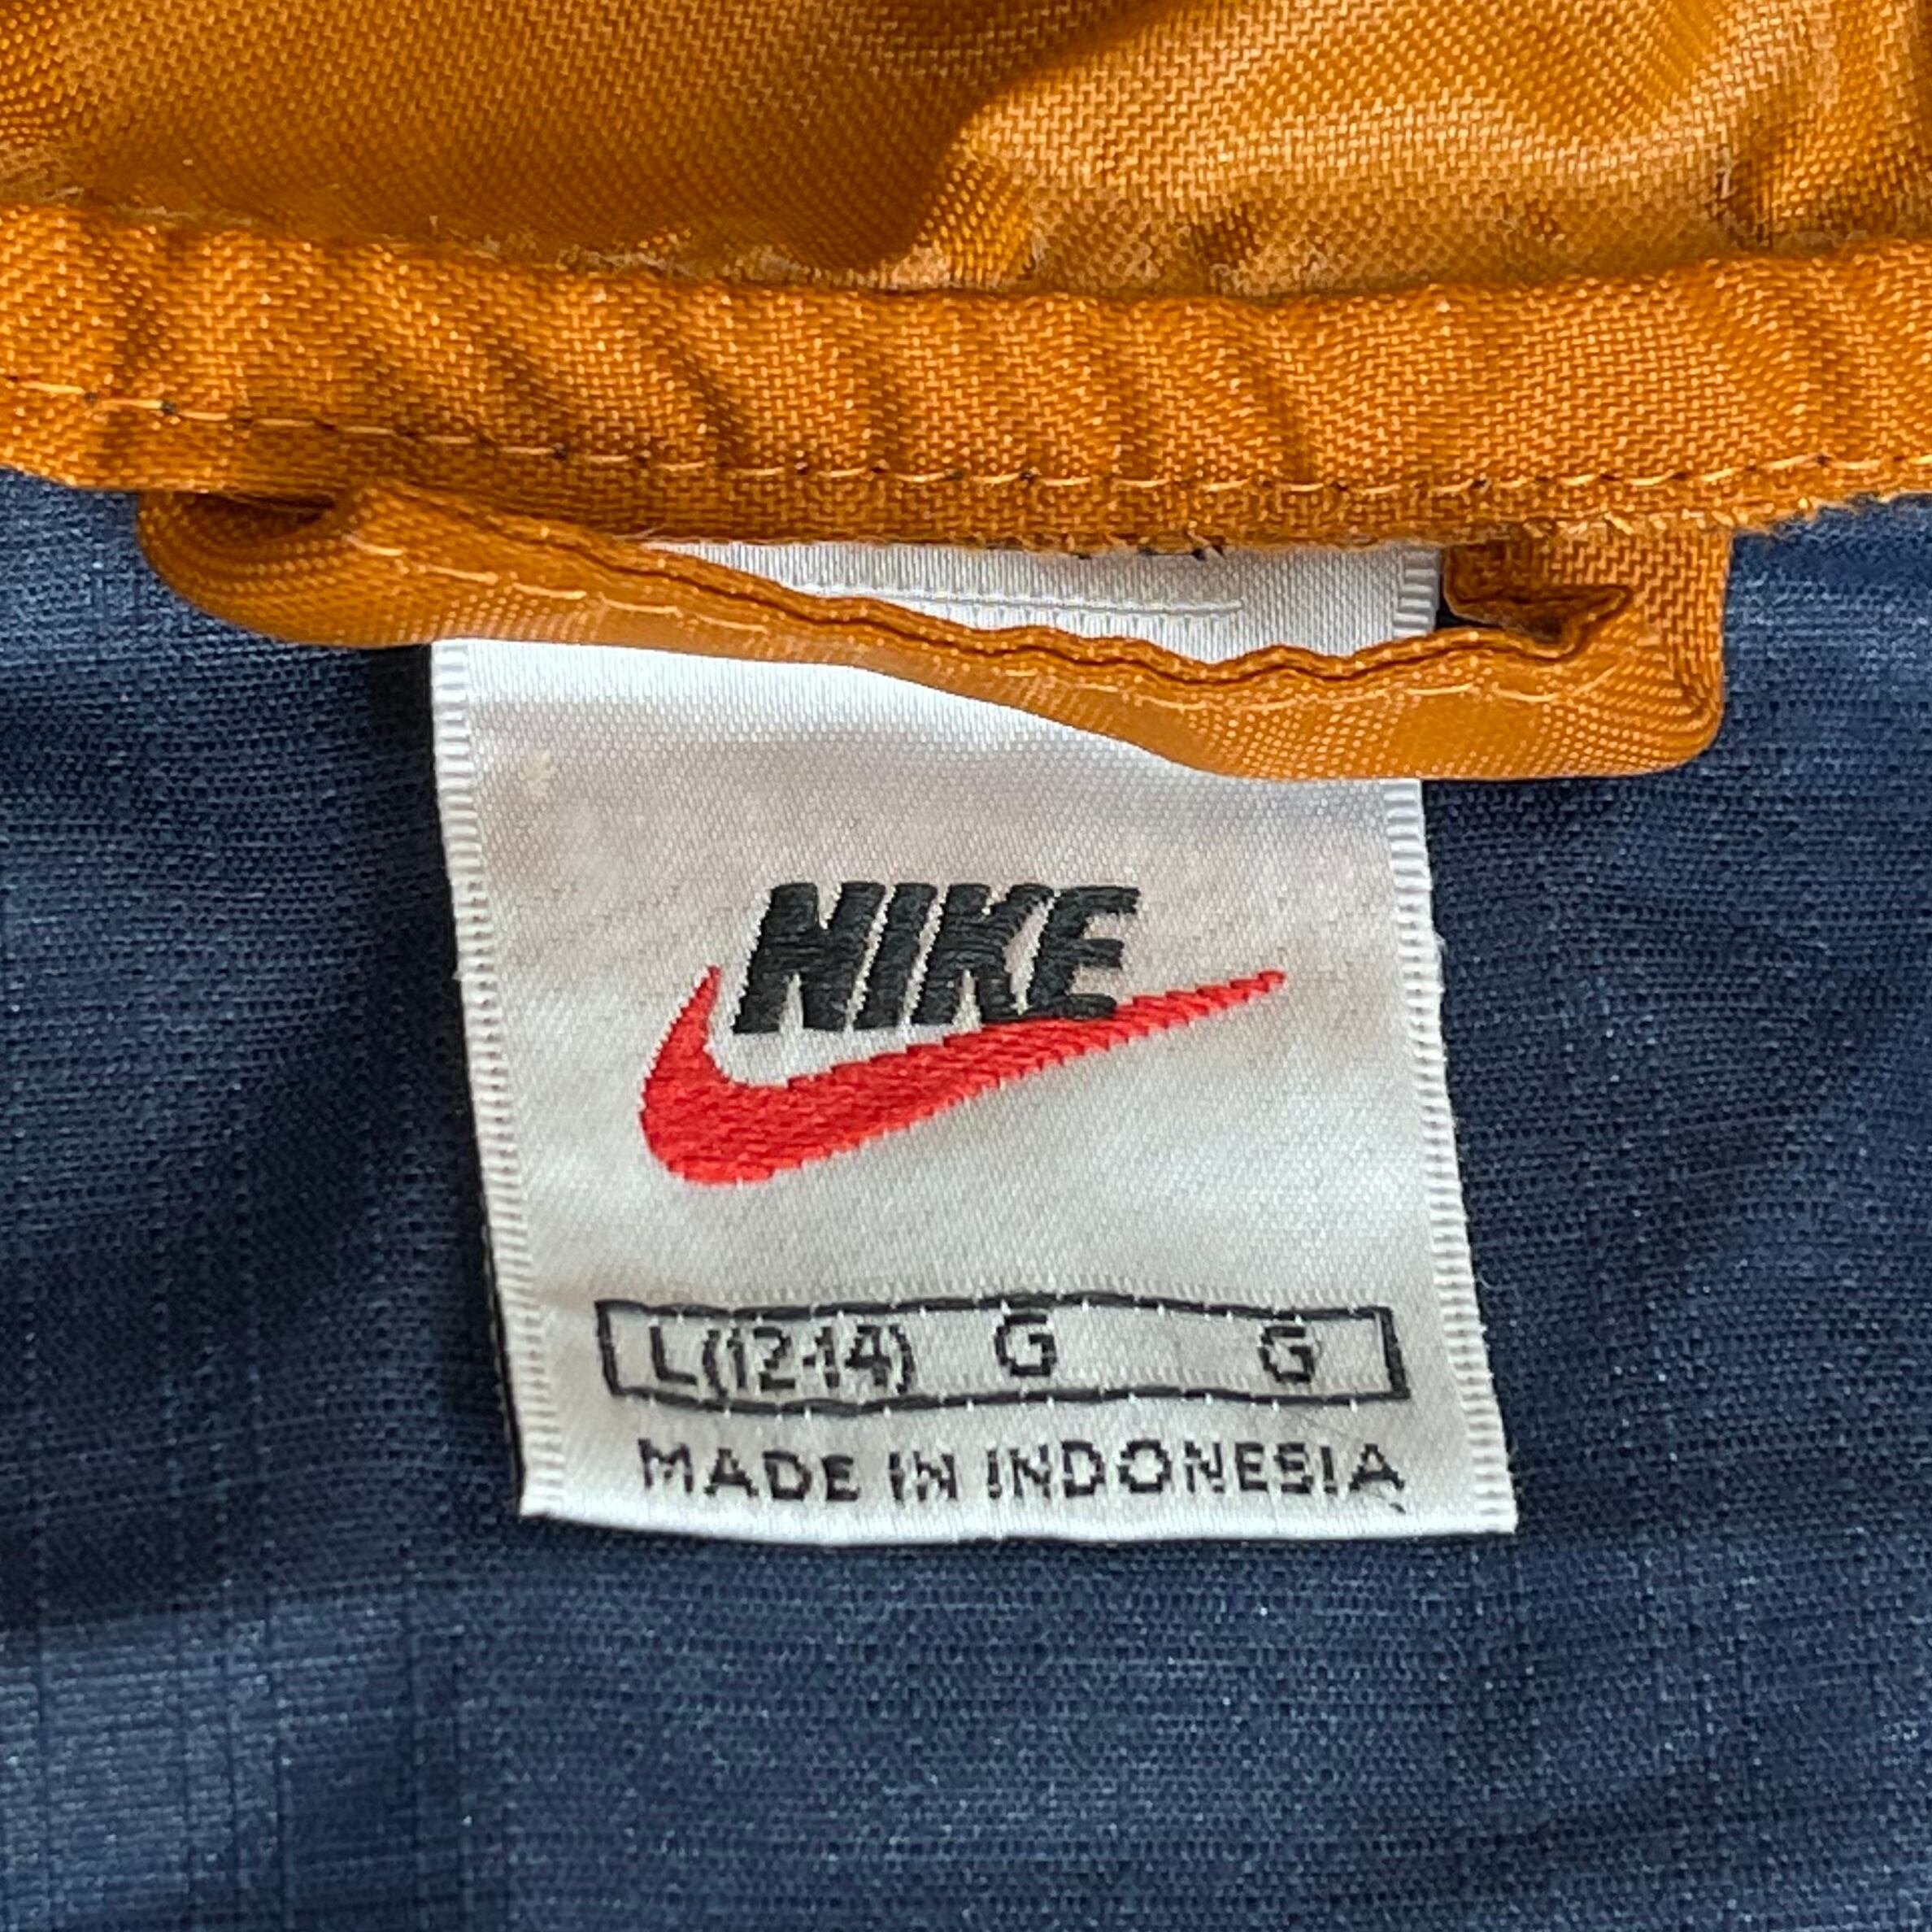 NIKE
L(12-14) G G
MADE IN INDONESIA